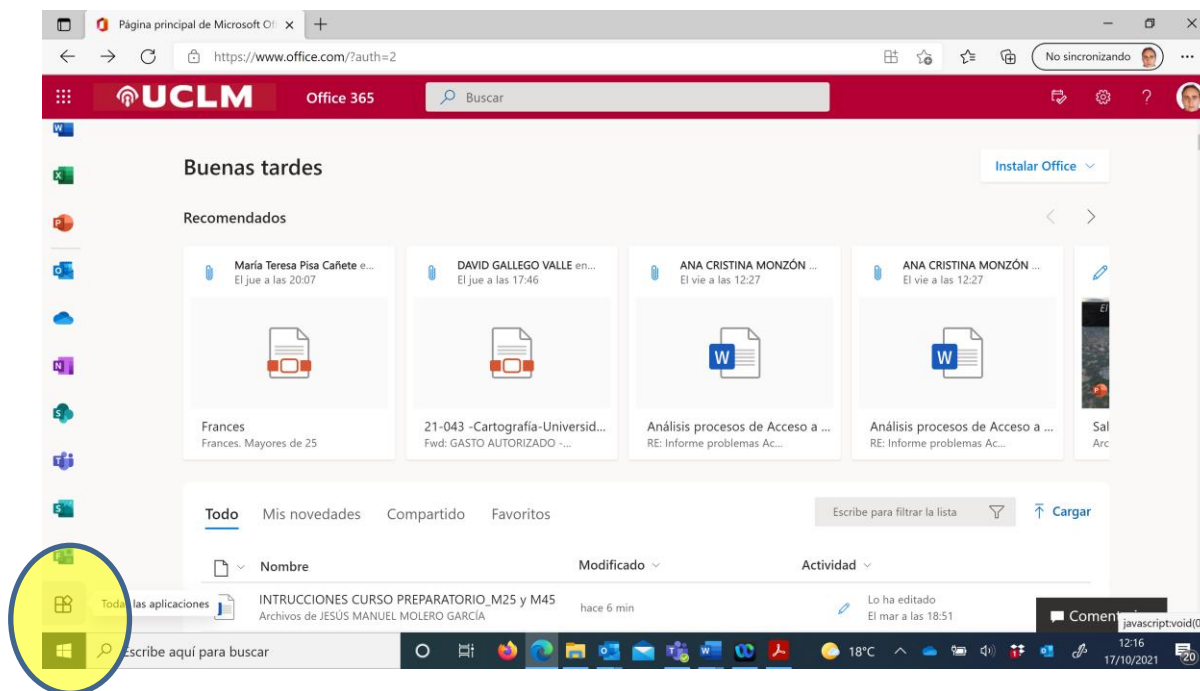 Página principal de Microsoft Of
https://www.office.com/?auth=2
No sincronizando
UCLM
Office 365
Buscar
Buenas tardes
Instalar Office
Recomendados
María Teresa Pisa Cañete e...
El jue a las 20:07
DAVID GALLEGO VALLE en...
El jue a las 17:46
ANA CRISTINA MONZÓN ...
El vie a las 12:27
ANA CRISTINA MONZÓN ...
El vie a las 12:27
El
W
W
Frances
Frances. Mayores de 25
21-043 -Cartografía-Universid...
Fwd: GASTO AUTORIZADO -...
Análisis procesos de Acceso a ...
RE: Informe problemas Ac...
Análisis procesos de Acceso a ...
RE: Informe problemas Ac...
Sal
Arc
Todo Mis novedades Compartido Favoritos
Escribe para filtrar la lista
Cargar
Nombre Modificado Actividad
Todas las aplicaciones
INTRUCCIONES CURSO PREPARATORIO_M25 y M45
Archivos de JESÚS MANUEL MOLERO GARCÍA
hace 6 min
Lo ha editado
El mar a las 18:51
javascript:void(0
Escribe aquí para buscar
18°C
12:16
17/10/2021
20